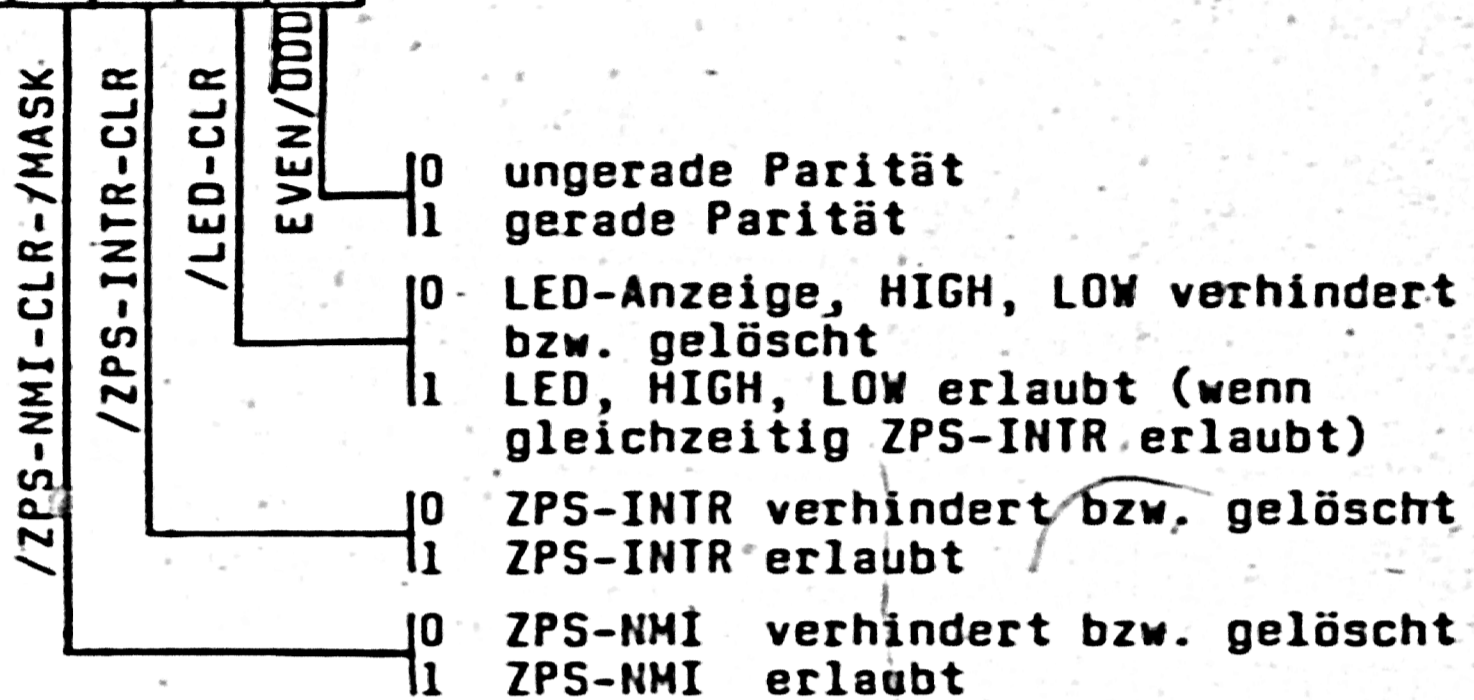 /ZPS-NMI-CLR-/MASK
/ZPS-INTR-CLR
/LED-CLR
EVEN/ODD
0 ungerade Parität
1 gerade Parität
0 LED-Anzeige, HIGH, LOW verhindert
bzw. gelöscht
1 LED, HIGH, LOW erlaubt (wenn
gleichzeitig ZPS-INTR erlaubt)
0 ZPS-INTR verhindert bzw. gelöscht
1 ZPS-INTR erlaubt
0 ZPS-NMI verhindert bzw. gelöscht
1 ZPS-NMI erlaubt